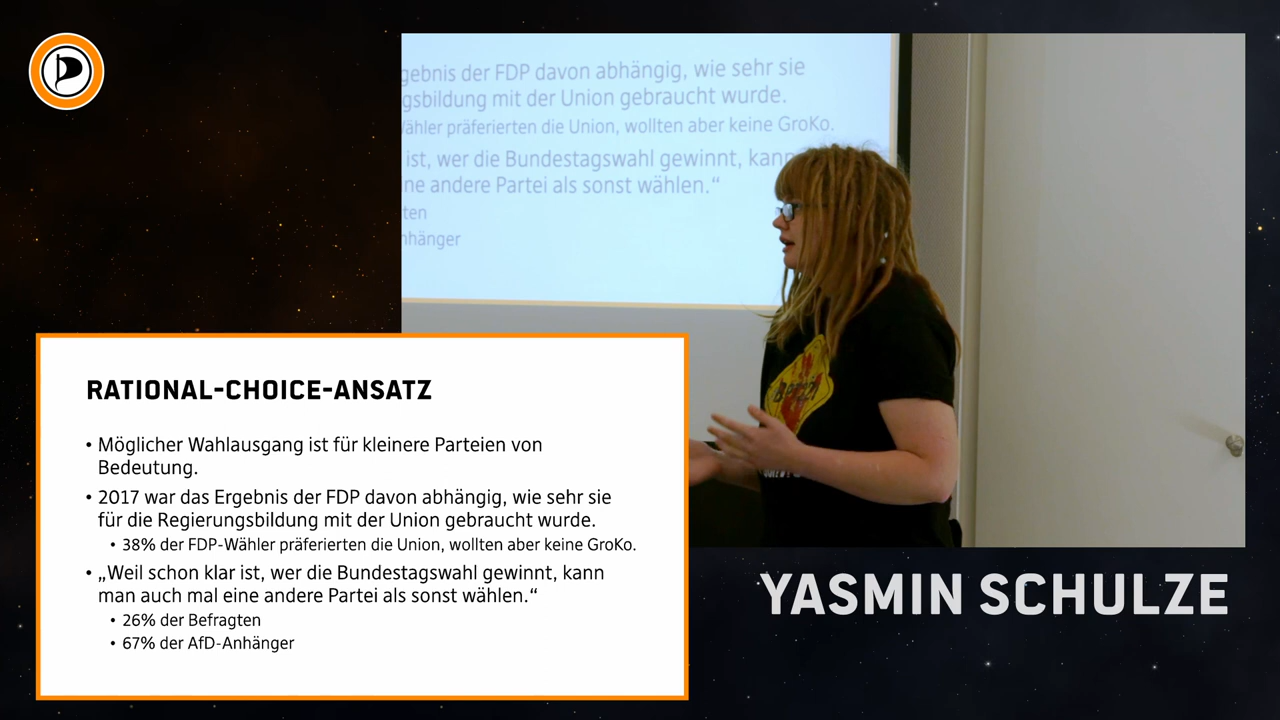 gebnis der FDP davon abhängig, wie sehr sie
gsbildung mit der Union gebraucht wurde.
Wähler präferierten die Union, wollten aber keine GroKo.
ist, wer die Bundestagswahl gewinnt, kann
ne andere Partei als sonst wählen.“
ten
nhänger
RATIONAL-CHOICE-ANSATZ
• Möglicher Wahlausgang ist für kleinere Parteien von
Bedeutung.
• 2017 war das Ergebnis der FDP davon abhängig, wie sehr sie
für die Regierungsbildung mit der Union gebraucht wurde.
• 38% der FDP-Wähler präferierten die Union, wollten aber keine GroKo.
• „Weil schon klar ist, wer die Bundestagswahl gewinnt, kann
man auch mal eine andere Partei als sonst wählen.“
• 26% der Befragten
• 67% der AfD-Anhänger
YASMIN SCHULZE